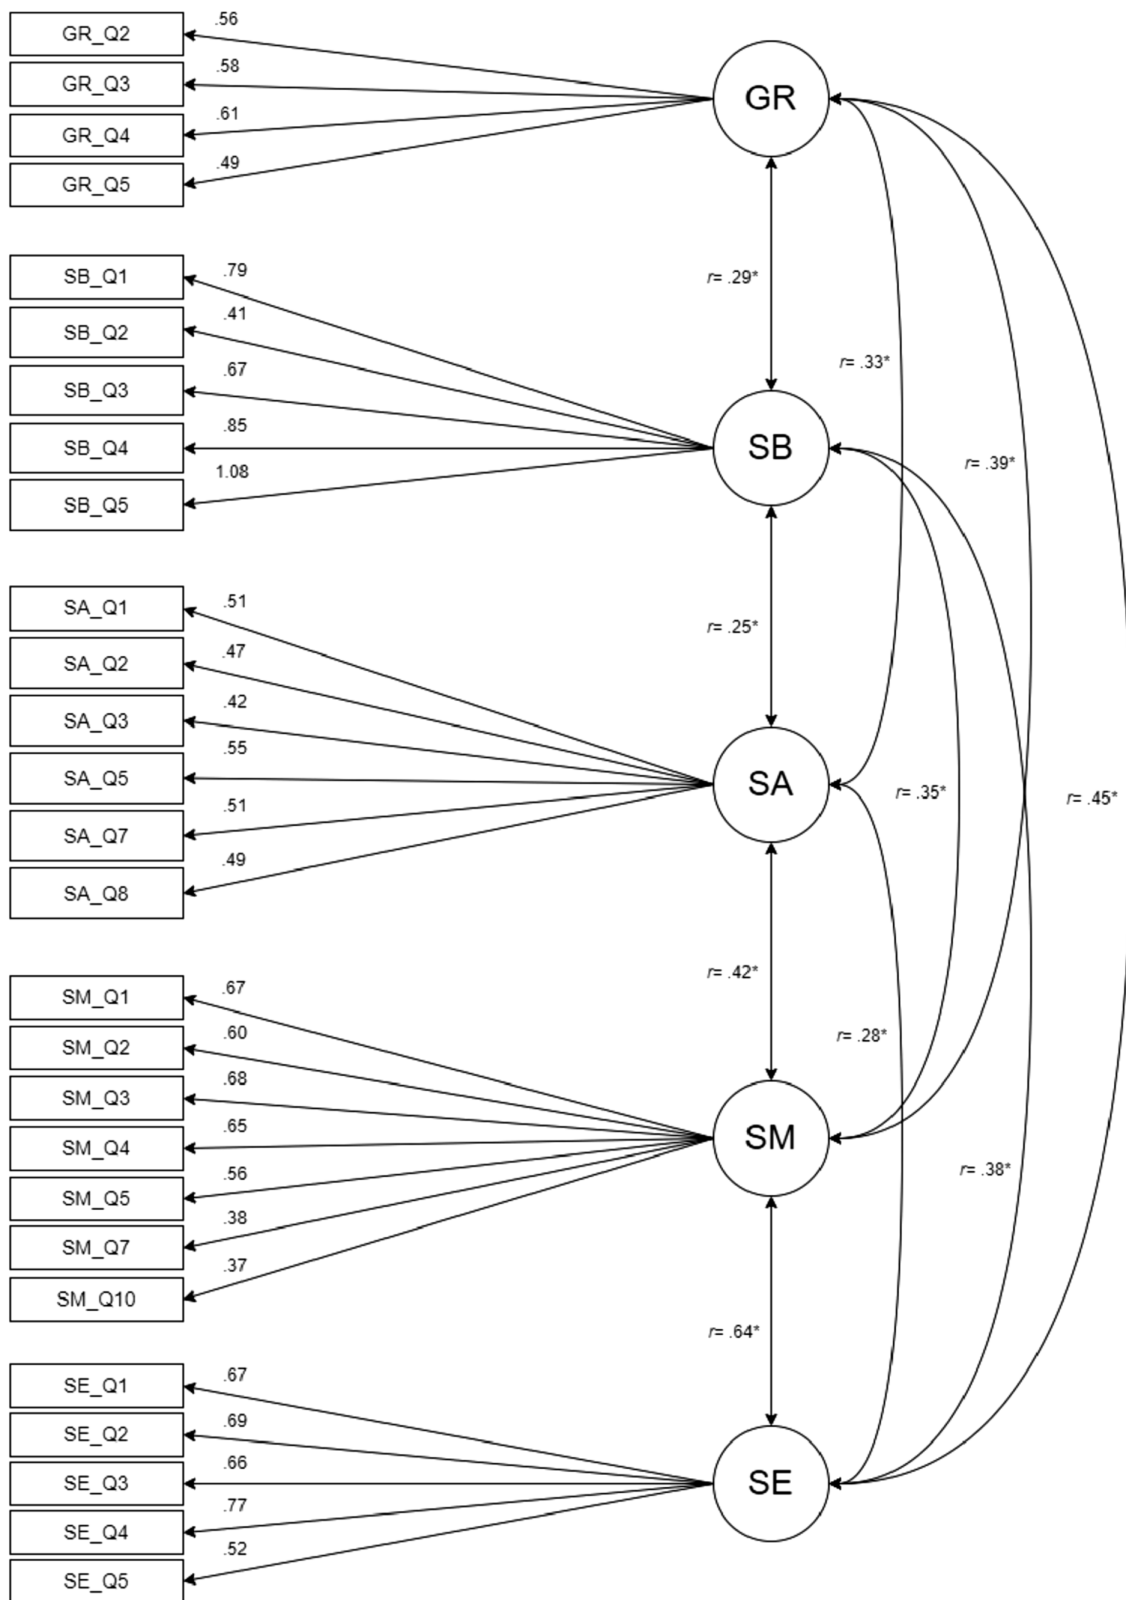 GR_Q2
.56
GR_Q3
.58
GR_Q4
.61
GR_Q5
.49
GR
r= .29*
SB_Q1
.79
SB_Q2
.41
SB_Q3
.67
SB_Q4
.85
SB_Q5
1.08
SB
r= .33*
r= .39*
r= .25*
SA_Q1
.51
SA_Q2
.47
SA_Q3
.42
SA_Q5
.55
SA_Q7
.51
SA_Q8
.49
SA
r= .35*
r= .45*
r= .42*
SM_Q1
.67
SM_Q2
.60
SM_Q3
.68
SM_Q4
.65
SM_Q5
.56
SM_Q7
.38
SM_Q10
.37
SM
r= .28*
r= .38*
r= .64*
SE_Q1
.67
SE_Q2
.69
SE_Q3
.66
SE_Q4
.77
SE_Q5
.52
SE